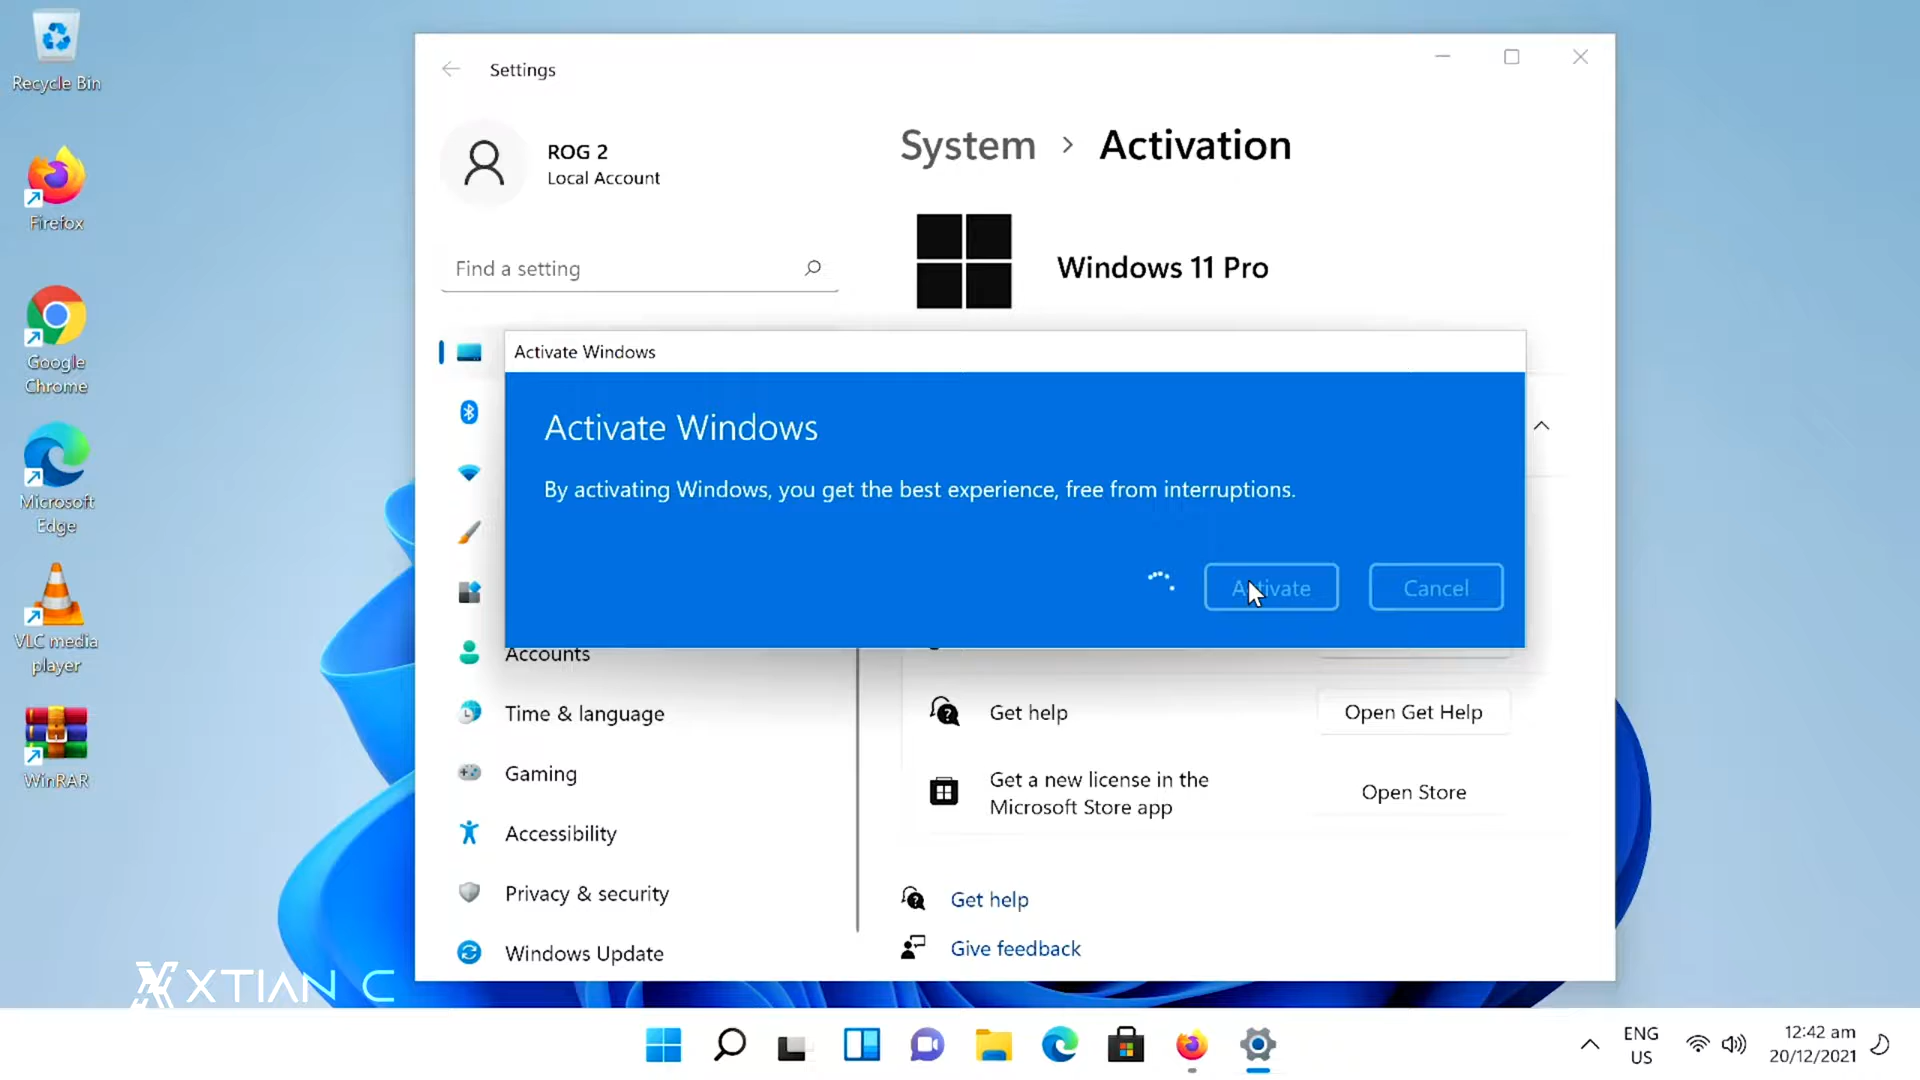 Recycle Bin
Firefox
Google
Chrome
Microsoft
Edge
VLC media
player
WinRAR
Settings
ROG 2
Local Account
Find a setting
System > Activation
Windows 11 Pro
Activate Windows
Activate Windows
By activating Windows, you get the best experience, free from interruptions.
Activate
Cancel
Accounts
Time & language
Gaming
Accessibility
Privacy & security
Windows Update
Get help
Open Get Help
Get a new license in the
Microsoft Store app
Open Store
Get help
Give feedback
XTIAN C
ENG
US
12:42 am
20/12/2021